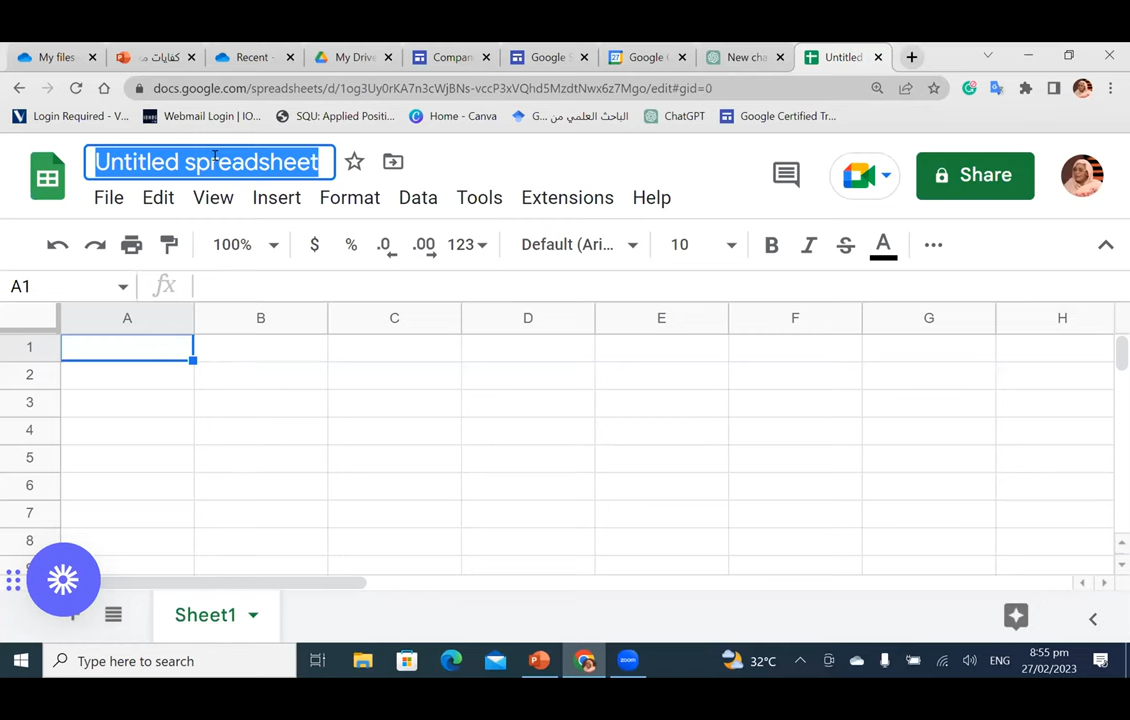 My files
كفايات م
Recent -
My Drive
Compan
Google S
Google C
New cha
Untitled
docs.google.com/spreadsheets/d/1og3Uy0rKA7n3cWjBNs-vccP3xVQhd5MzdtNwx6z7Mgo/edit#gid=0
Login Required - V...
Webmail Login | IO...
SQU: Applied Positi...
Home - Canva
الباحث العلمي من G...
ChatGPT
Google Certified Tr...
Untitled spreadsheet
Share
File Edit View Insert Format Data Tools Extensions Help
100% $ % .0 .00 123 Default (Ari... 10 B I S A
A1 fx
A B C D E F G H
1
2
3
4
5
6
7
8
Sheet1
Type here to search
32°C
ENG
8:55 pm
27/02/2023